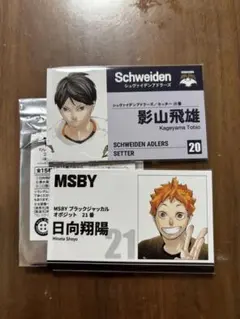 Schweiden
シュヴァイデンアドラーズ
シュヴァイデンアドラーズ／セッター 20番
影山飛雄
Kageyama Tobio
SCHWEIDEN ADLERS
SETTER
20
MSBY
MSBY ブラックジャッカル
オポジット 21番
21
日向翔陽
Hinata Shoyo